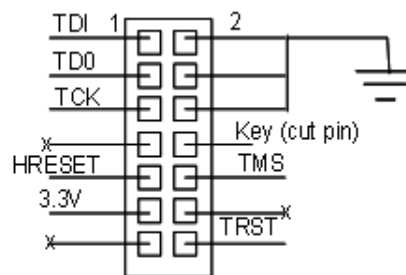 TDI 1 2
TD0
TCK
x Key (cut pin)
HRESET TMS
3.3V x
x TRST